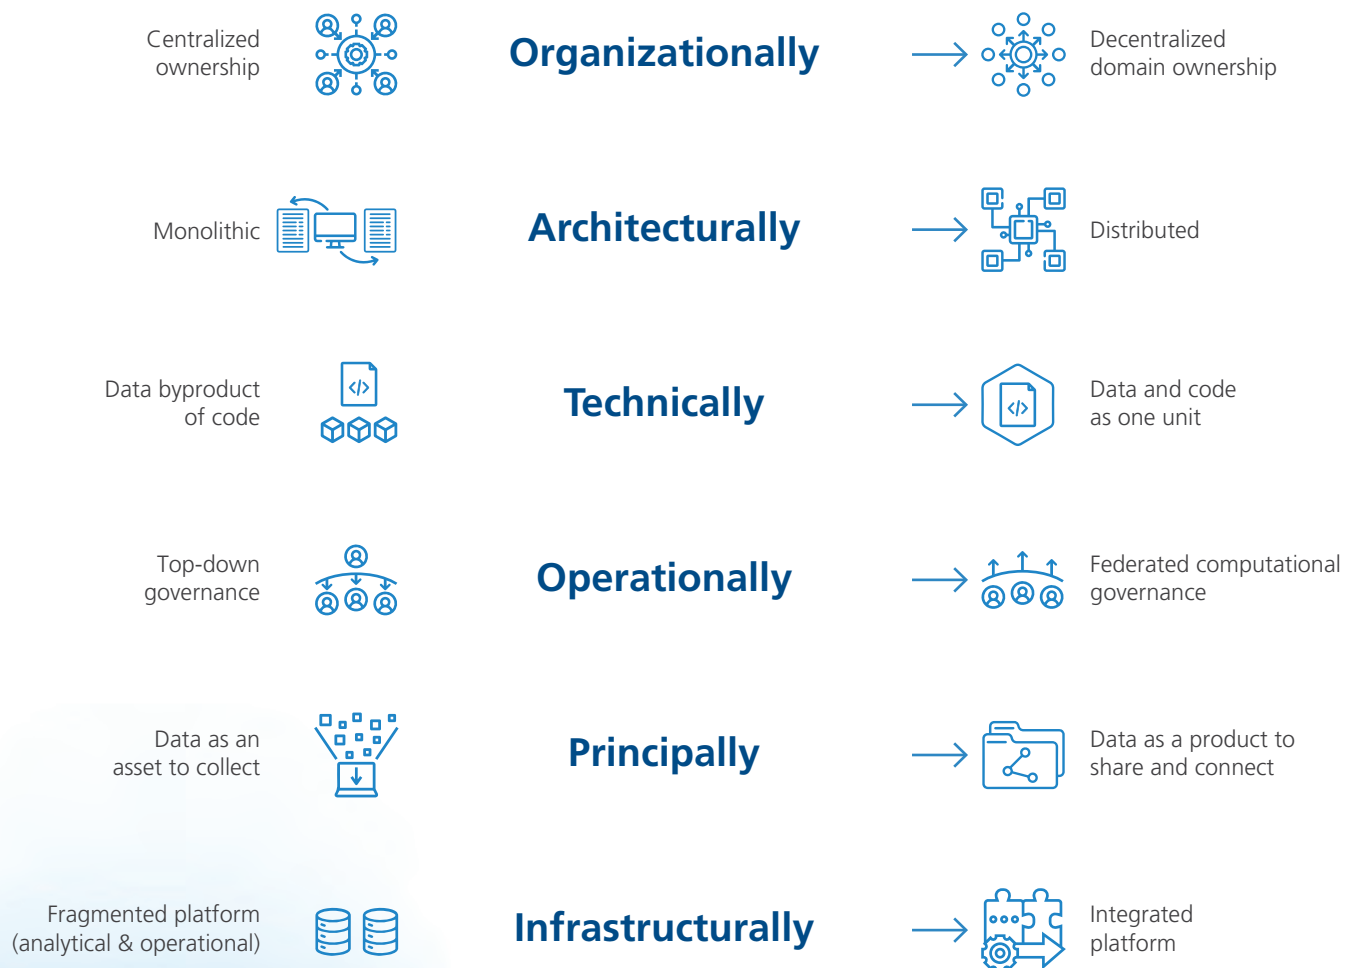 Centralized
ownership
Organizationally
Decentralized
domain ownership
Monolithic
Architecturally
Distributed
Data byproduct
of code
</>
Technically
</>
Data and code
as one unit
Top-down
governance
Operationally
Federated computational
governance
Data as an
asset to collect
Principally
Data as a product to
share and connect
Fragmented platform
(analytical & operational)
Infrastructurally
Integrated
platform